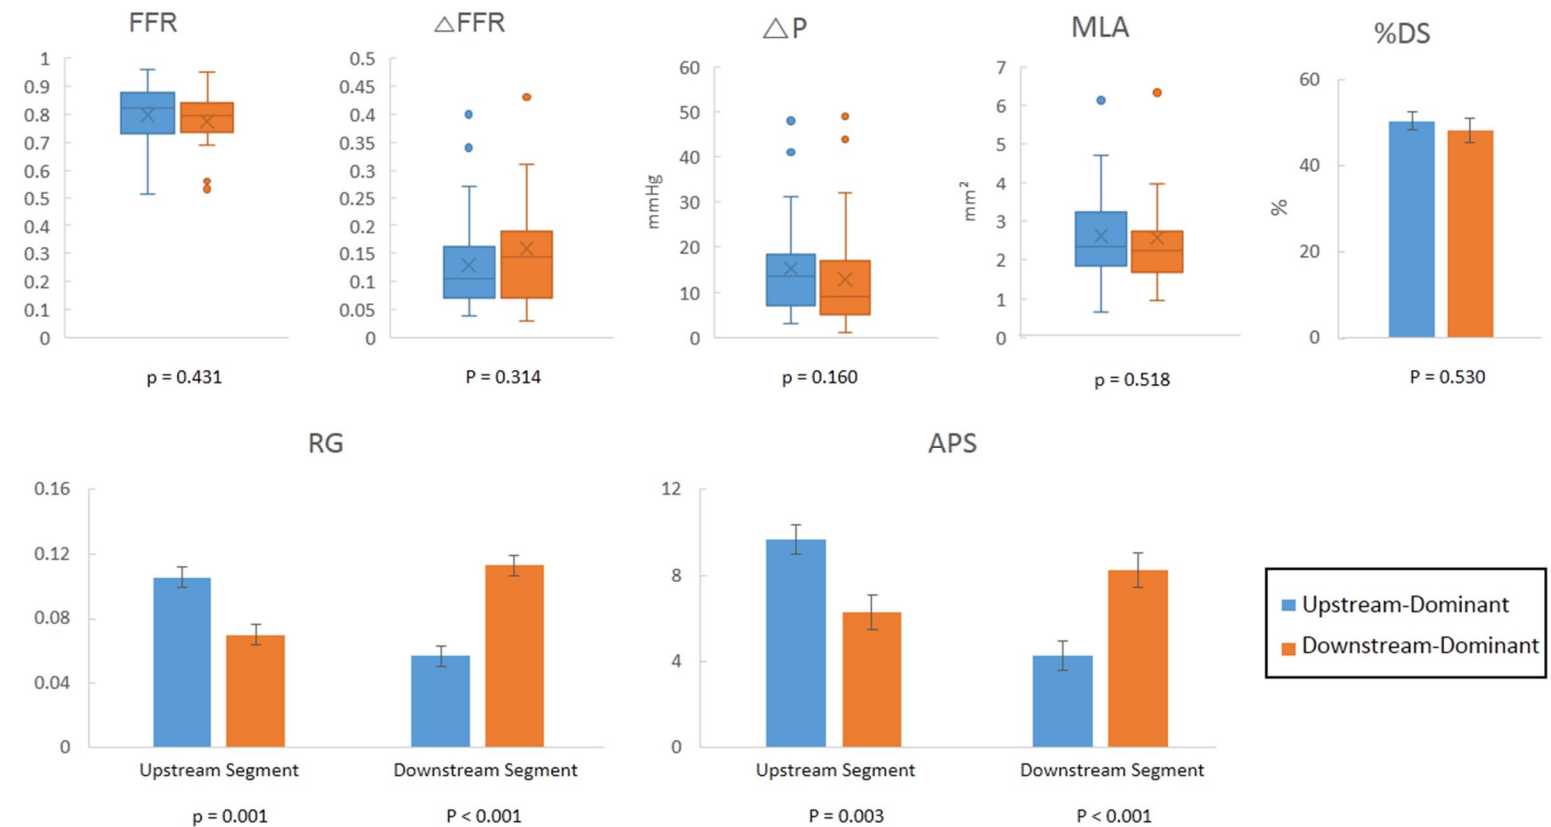 FFR
1
0.9
0.8
0.7
0.6
0.5
0.4
0.3
0.2
0.1
0
p = 0.431
△FFR
0.5
0.45
0.4
0.35
0.3
0.25
0.2
0.15
0.1
0.05
0
P = 0.314
△P
mmHg
60
50
40
30
20
10
0
p = 0.160
MLA
mm²
7
6
5
4
3
2
1
0
p = 0.518
%DS
%
60
40
20
0
P = 0.530
RG
0.16
0.12
0.08
0.04
0
Upstream Segment
Downstream Segment
p = 0.001
P < 0.001
APS
12
8
4
0
Upstream Segment
Downstream Segment
P = 0.003
P < 0.001
Upstream-Dominant
Downstream-Dominant